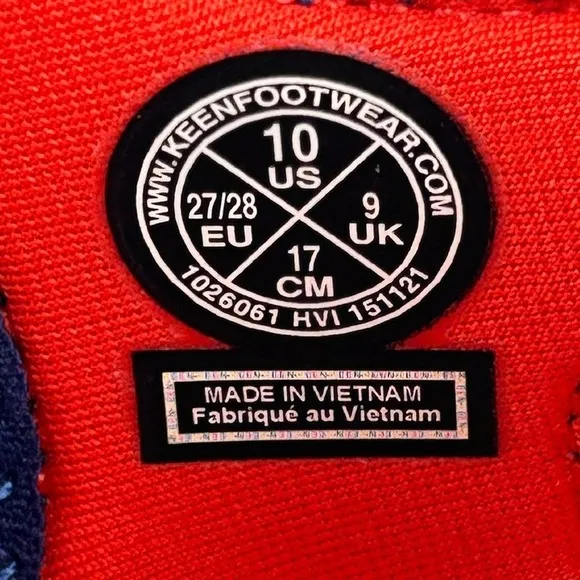 WWW.KEENFOOTWEAR.COM
10
US
27/28
EU
9
UK
17
CM
1026061 HVI 151121
MADE IN VIETNAM
Fabriqué au Vietnam